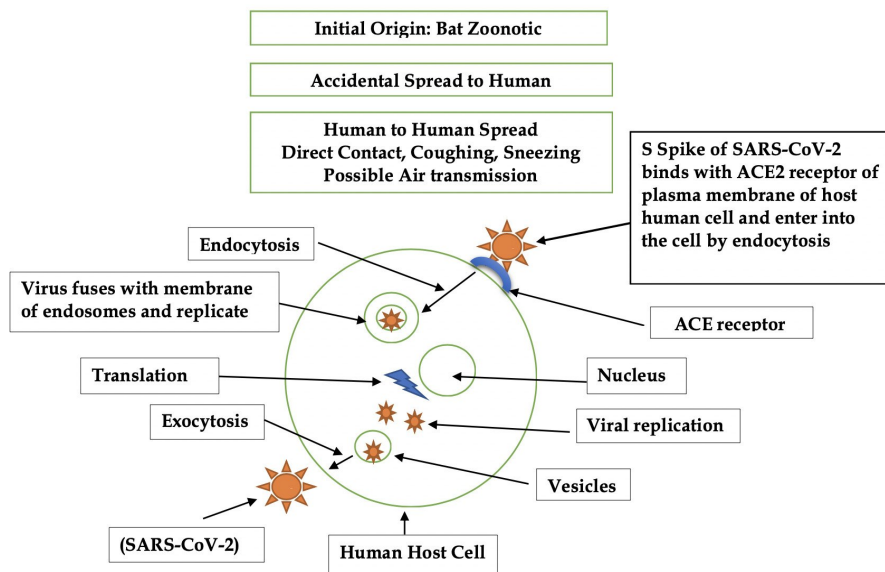 Initial Origin: Bat Zoonotic
Accidental Spread to Human
Human to Human Spread
Direct Contact, Coughing, Sneezing
Possible Air transmission
S Spike of SARS-CoV-2
binds with ACE2 receptor of
plasma membrane of host
human cell and enter into
the cell by endocytosis
Endocytosis
Virus fuses with membrane
of endosomes and replicate
ACE receptor
Translation
Nucleus
Exocytosis
Viral replication
Vesicles
(SARS-CoV-2)
Human Host Cell